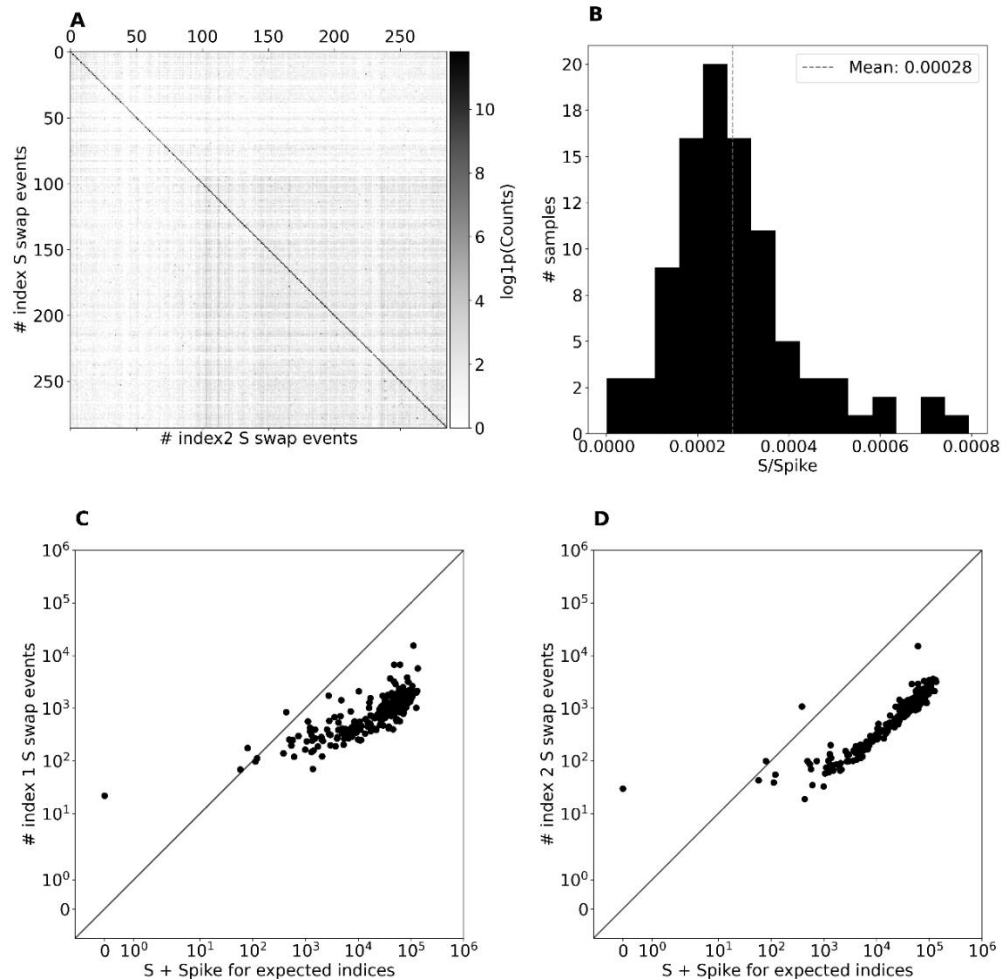 A
0 50 100 150 200 250
0
50
100
150
200
250
# index S swap events
# index2 S swap events
10
8
6
4
2
0
log1p(Counts)
B
20
18
15
12
10
8
5
2
0
# samples
Mean: 0.00028
0.0000 0.0002 0.0004 0.0006 0.0008
S/Spike
C
10⁶
10⁵
10⁴
10³
10²
10¹
10⁰
0
# index 1 S swap events
0 10⁰ 10¹ 10² 10³ 10⁴ 10⁵ 10⁶
S + Spike for expected indices
D
10⁶
10⁵
10⁴
10³
10²
10¹
10⁰
0
# index 2 S swap events
0 10⁰ 10¹ 10² 10³ 10⁴ 10⁵ 10⁶
S + Spike for expected indices